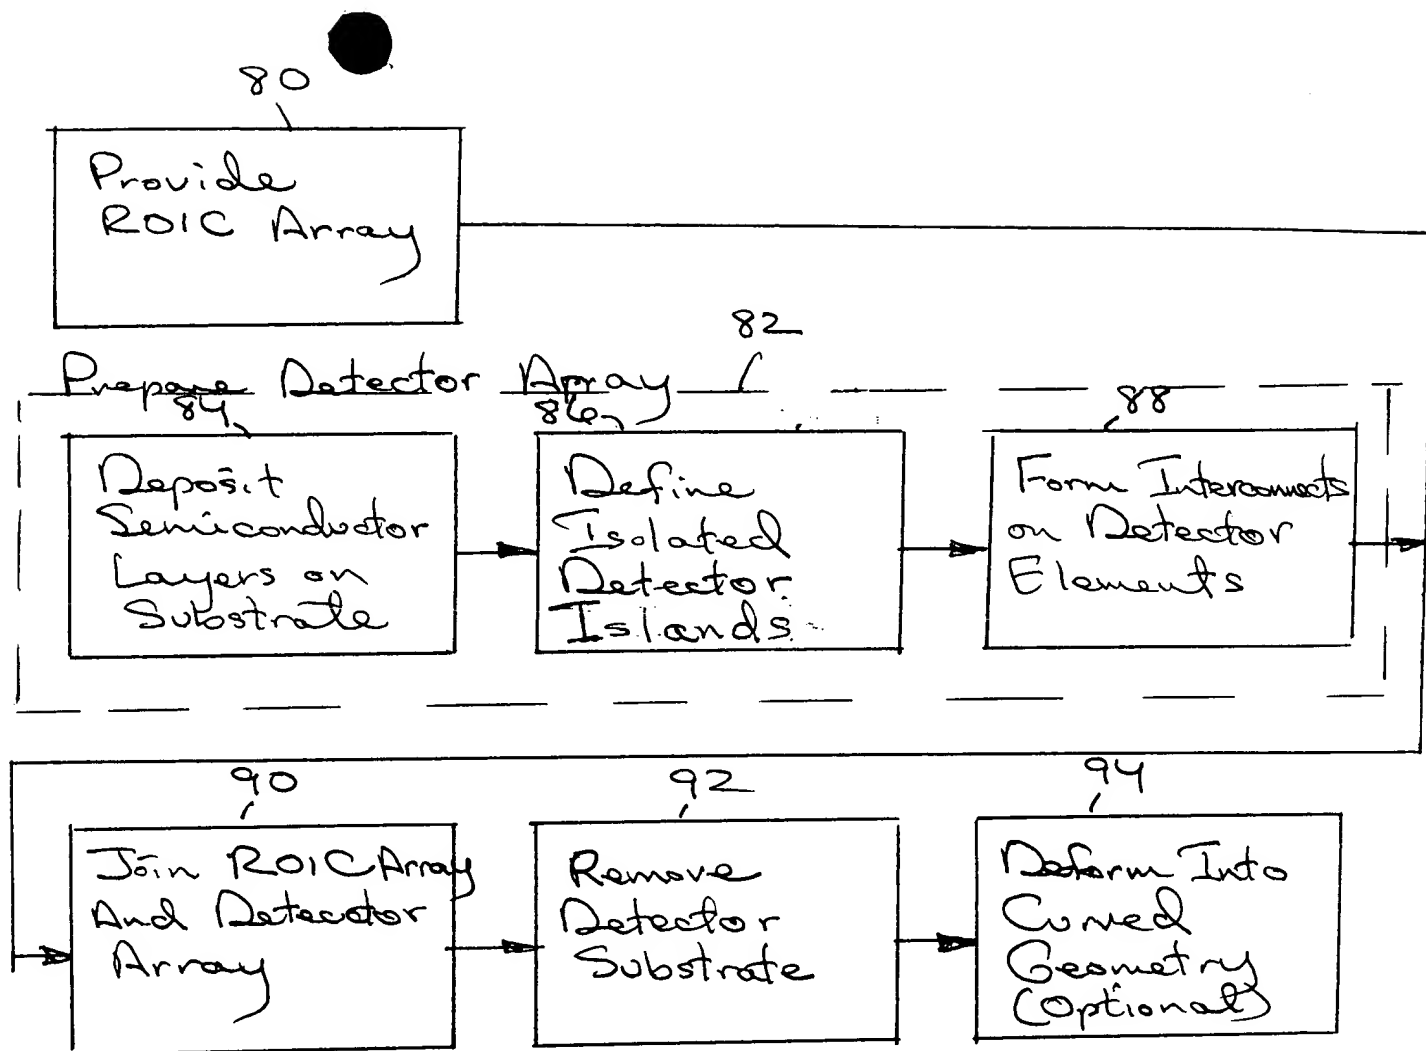 80
Provide
ROIC Array
82
Prepare Detector Array
84
Deposit
Semiconductor
Layers on
Substrate
86
Define
Isolated
Detector
Islands
88
Form Interconnects
on Detector
Elements
90
Join ROIC Array
And Detecotor
Array
92
Remove
Detector
Substrate
94
Deform Into
Curved
Geometry
(Optional)